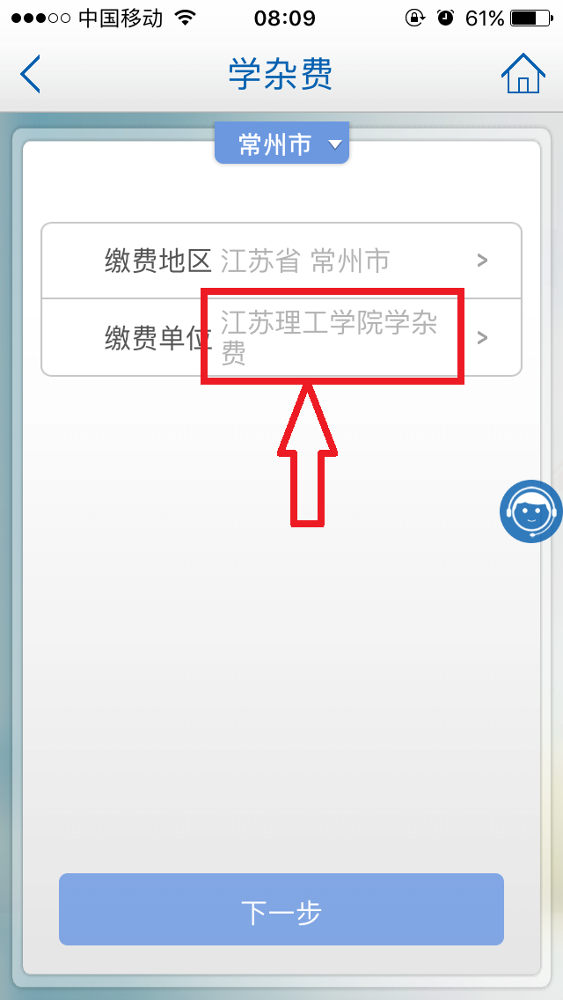 中国移动 08:09 61%
学杂费
常州市
缴费地区 江苏省 常州市 >
缴费单位 江苏理工学院学杂
费 >
下一步